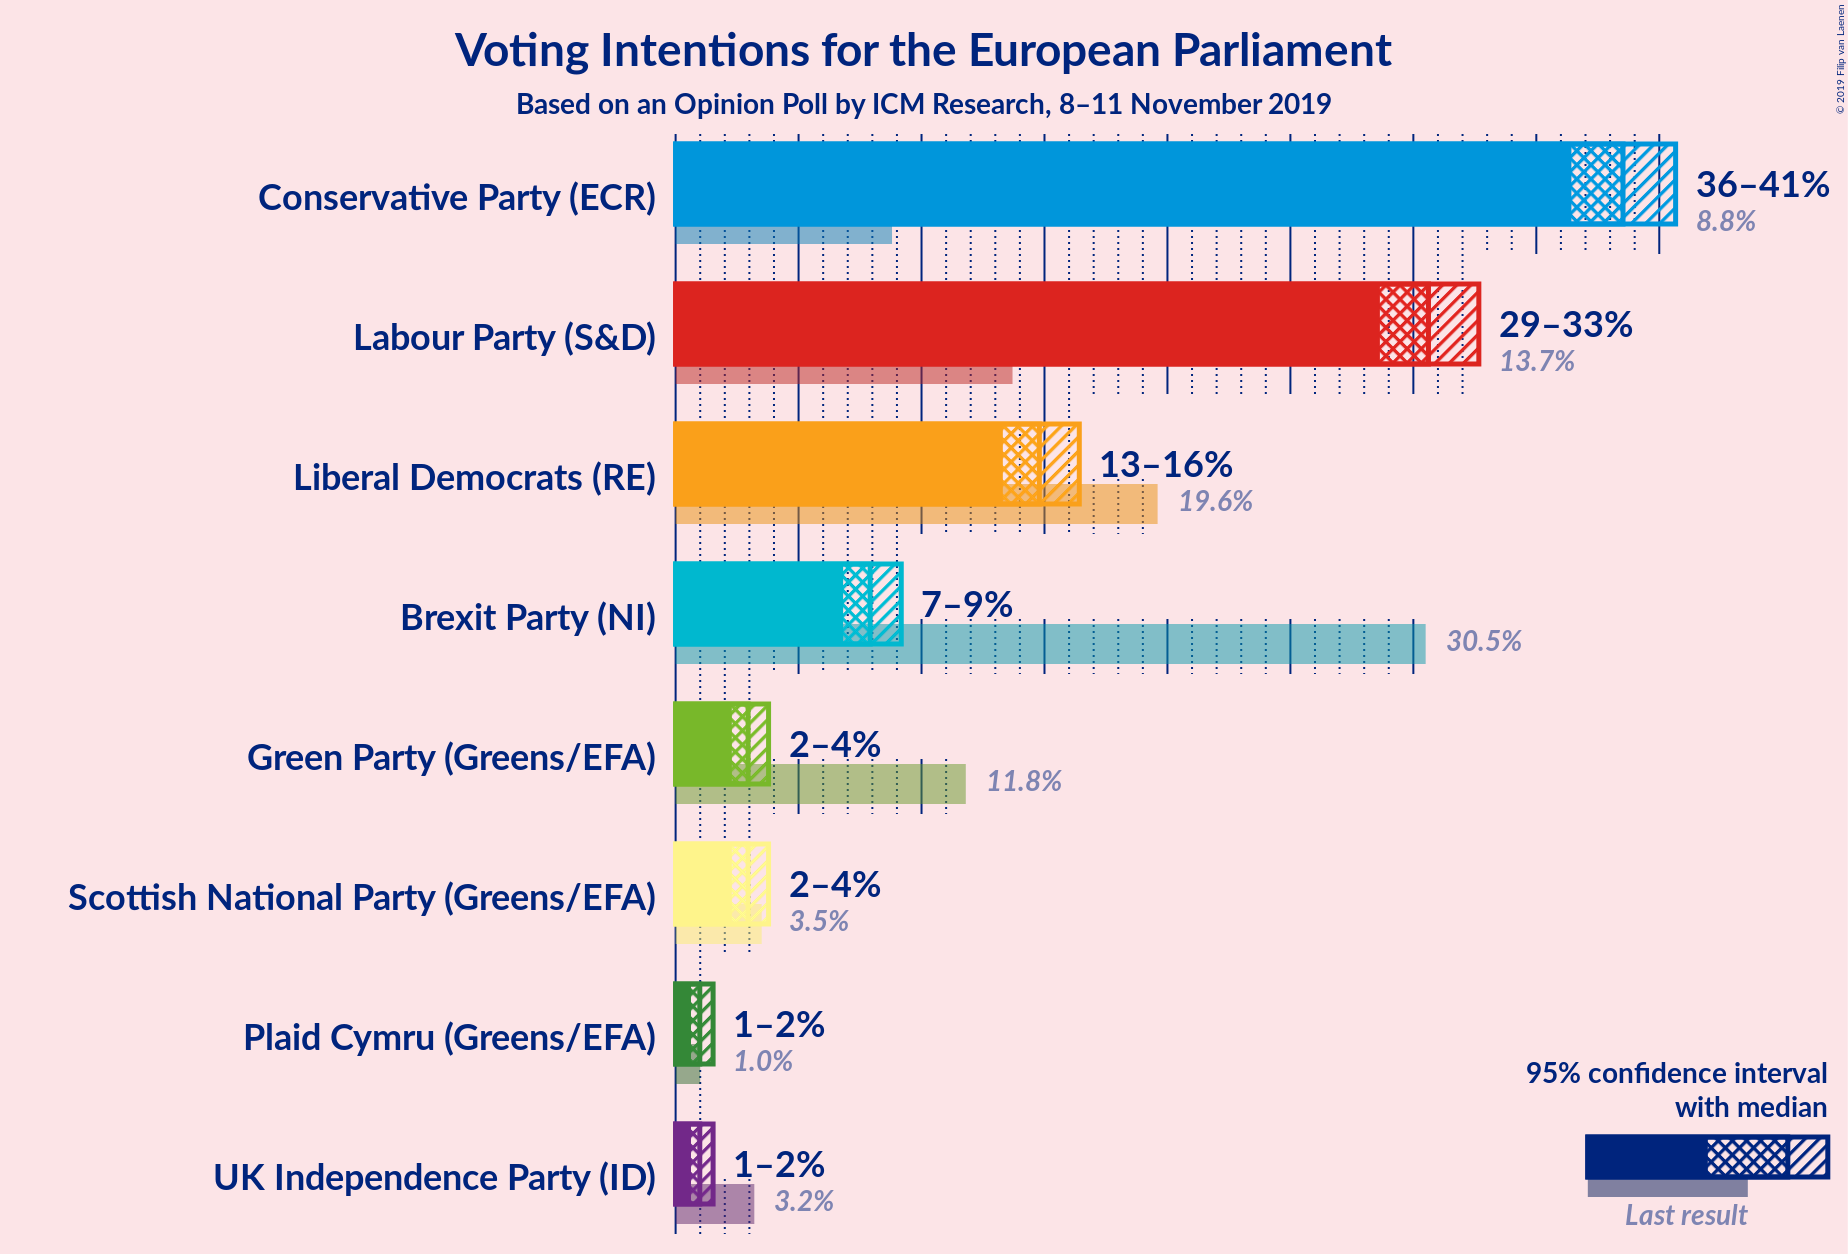 Voting Intentions for the European Parliament
Based on an Opinion Poll by ICM Research, 8–11 November 2019
© 2019 Filip van Laenen
Conservative Party (ECR)
36–41%
8.8%
Labour Party (S&D)
29–33%
13.7%
Liberal Democrats (RE)
13–16%
19.6%
Brexit Party (NI)
7–9%
30.5%
Green Party (Greens/EFA)
2–4%
11.8%
Scottish National Party (Greens/EFA)
2–4%
3.5%
Plaid Cymru (Greens/EFA)
1–2%
1.0%
UK Independence Party (ID)
1–2%
3.2%
95% confidence interval
with median
Last result